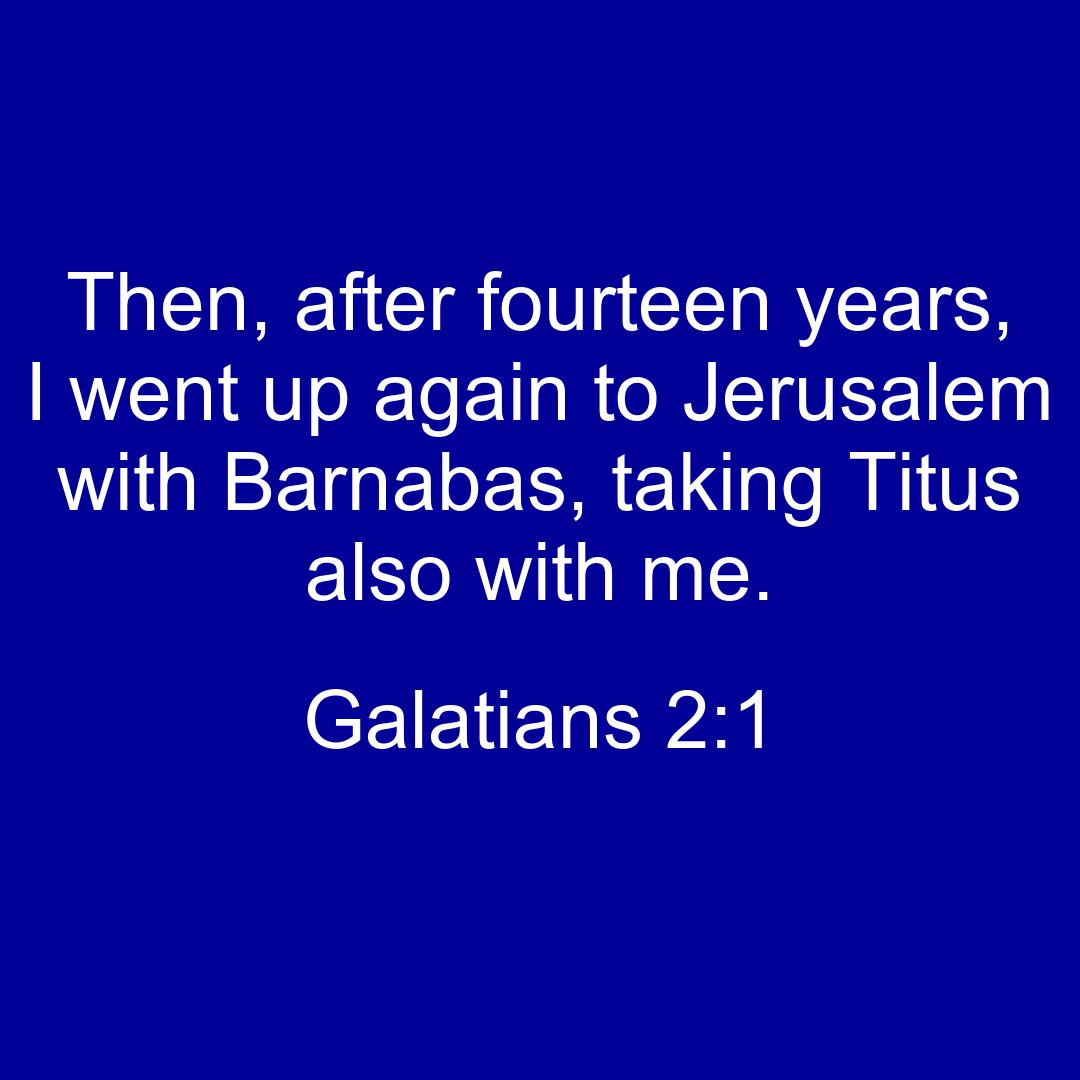 Then, after fourteen years,
I went up again to Jerusalem
with Barnabas, taking Titus
also with me.
Galatians 2:1